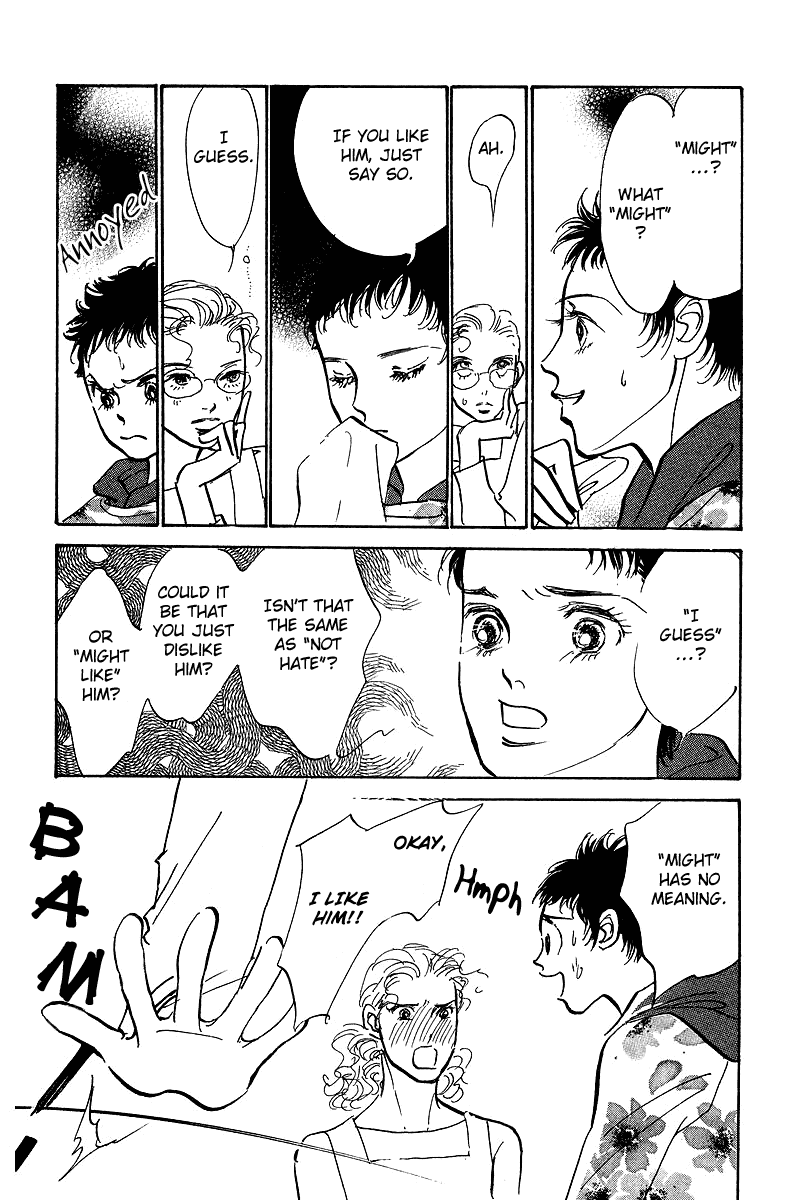 "MIGHT"
...?
WHAT
"MIGHT"
?
AH.
IF YOU LIKE
HIM, JUST
SAY SO.
I
GUESS.
Annoyed
"I
GUESS"
...?
ISN'T THAT
THE SAME
AS "NOT
HATE"?
COULD IT
BE THAT
YOU JUST
DISLIKE
HIM?
OR
"MIGHT
LIKE"
HIM?
"MIGHT"
HAS NO
MEANING.
Hmph
OKAY,
I LIKE
HIM!!
BAM